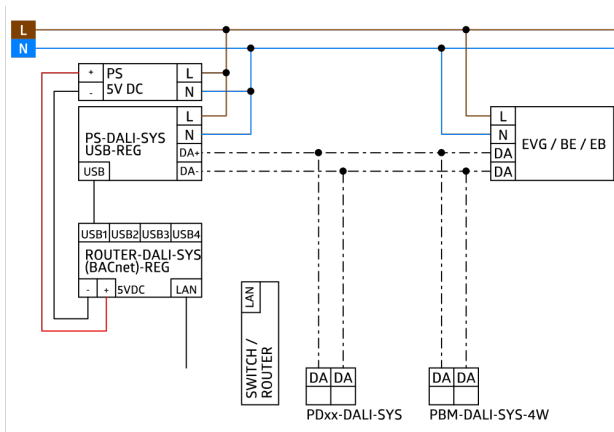 L
N
+ PS L
- 5V DC N
PS-DALI-SYS L
USB-REG N
DA+
USB DA-
L
N EVG / BE / EB
DA
DA
USB1 USB2 USB3 USB4
ROUTER-DALI-SYS
(BACnet)-REG
- + 5VDC LAN
LAN
SWITCH /
ROUTER
DA DA
PDxx-DALI-SYS
DA DA
PBM-DALI-SYS-4W